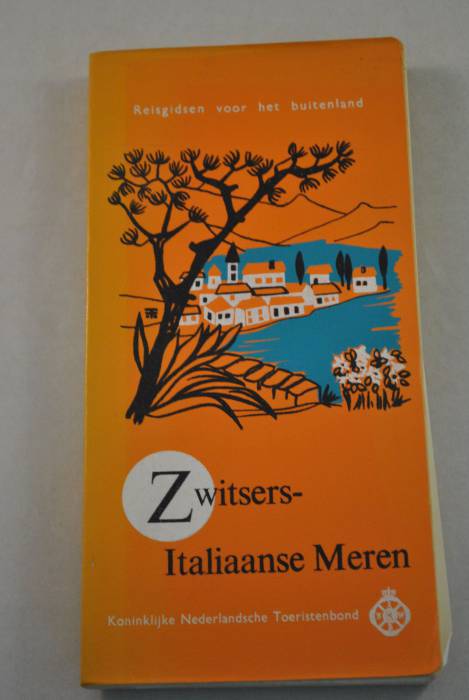 Reisgidsen voor het buitenland
Zwitsers-
Italiaanse Meren
Koninklijke Nederlandsche Toeristenbond